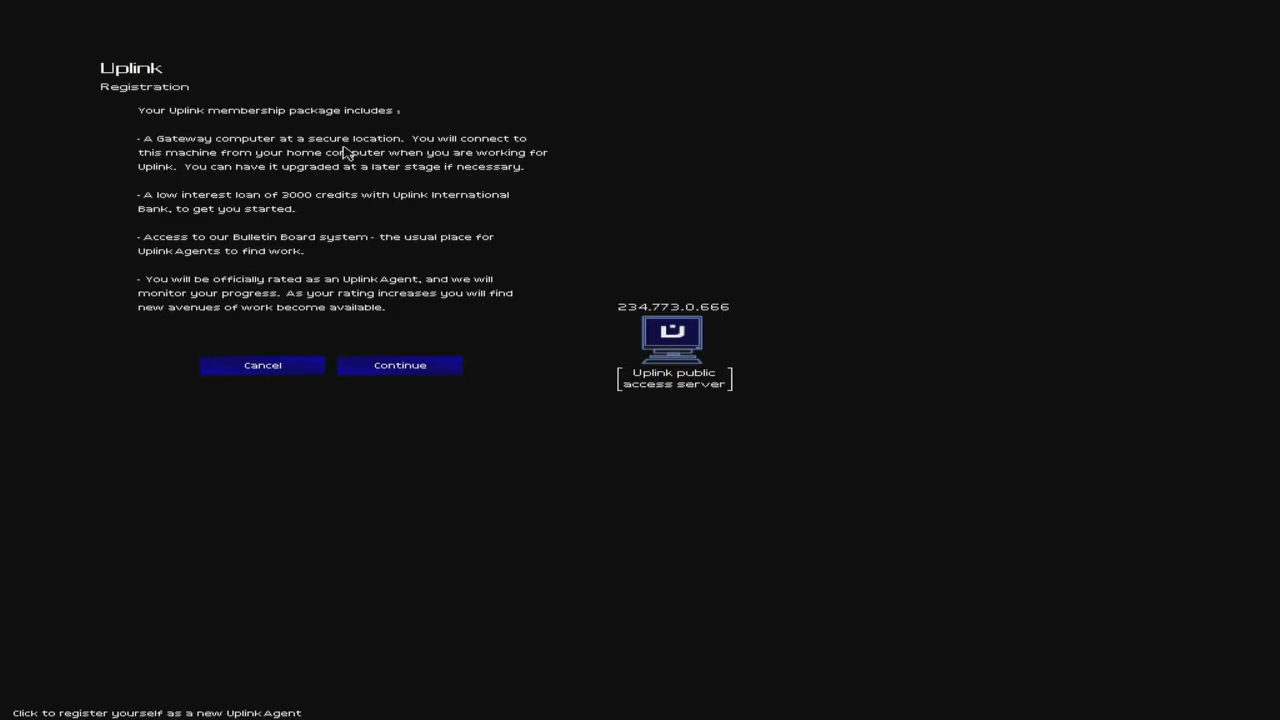 Uplink
Registration
Your Uplink membership package includes :
- A Gateway computer at a secure location.  You will connect to
this machine from your home computer when you are working for
Uplink.  You can have it upgraded at a later stage if necessary.
- A low interest loan of 3000 credits with Uplink International
Bank, to get you started.
- Access to our Bulletin Board system - the usual place for
Uplink Agents to find work.
- You will be officially rated as an Uplink Agent, and we will
monitor your progress.  As your rating increases you will find
new avenues of work become available.
234.773.0.666
Uplink public
access server
Cancel
Continue
Click to register yourself as a new Uplink Agent